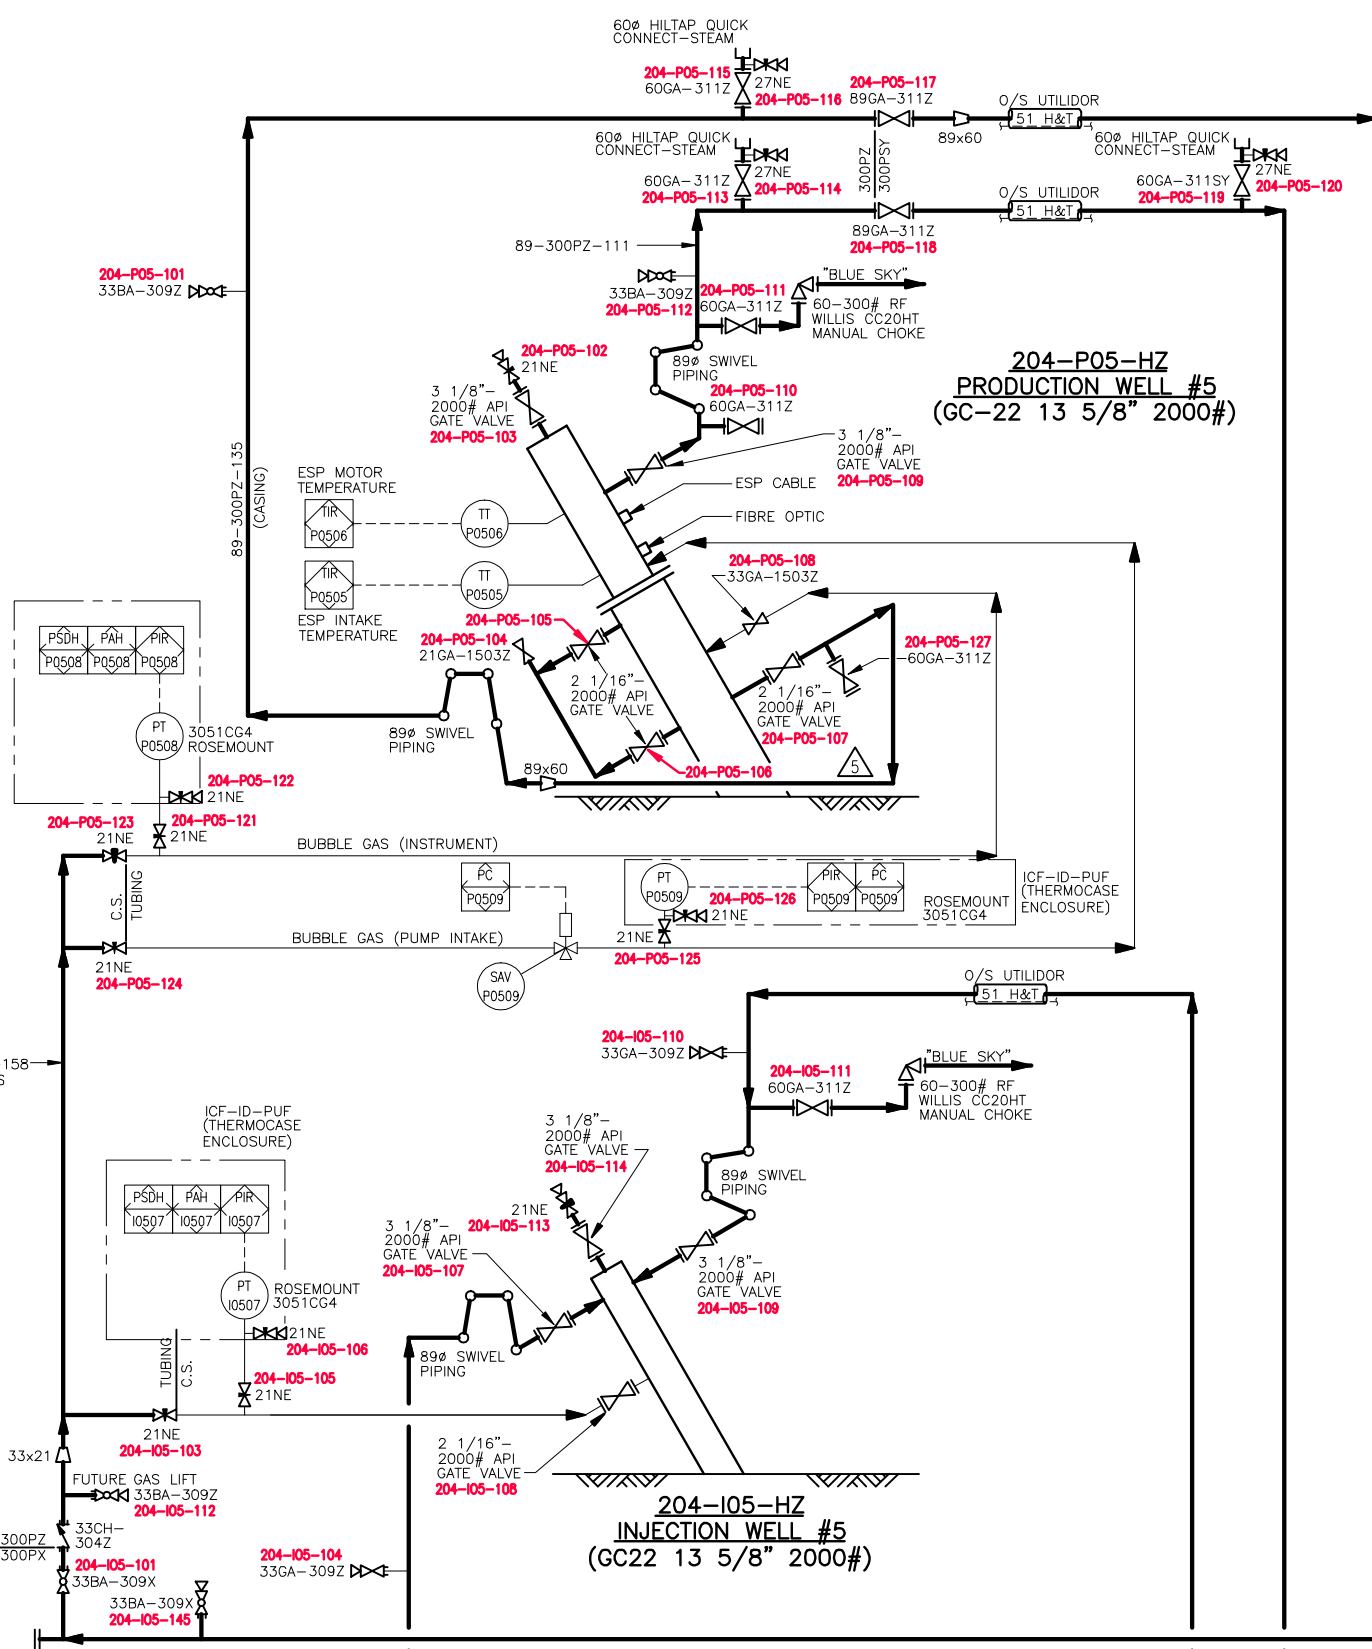 60ø HILTAP QUICK
CONNECT-STEAM
204-P05-115
60GA-311Z
27NE
204-P05-116
204-P05-117
89GA-311Z
89x60
O/S UTILIDOR
51 H&T
60ø HILTAP QUICK
CONNECT-STEAM
60GA-311Z
204-P05-113
27NE
204-P05-114
300PZ
300PSY
89GA-311Z
204-P05-118
O/S UTILIDOR
51 H&T
60ø HILTAP QUICK
CONNECT-STEAM
60GA-311SY
204-P05-119
27NE
204-P05-120
89-300PZ-111
204-P05-101
33BA-309Z
33BA-309Z
204-P05-112
204-P05-111
60GA-311Z
"BLUE SKY"
60-300# RF
WILLIS CC20HT
MANUAL CHOKE
204-P05-102
21NE
89ø SWIVEL
PIPING
204-P05-HZ
PRODUCTION WELL #5
(GC-22 13 5/8" 2000#)
3 1/8"-
2000# API
GATE VALVE
204-P05-103
204-P05-110
60GA-311Z
3 1/8"-
2000# API
GATE VALVE
204-P05-109
89-300PZ-135
(CASING)
ESP MOTOR
TEMPERATURE
TIR
P0506
TT
P0506
ESP CABLE
FIBRE OPTIC
TIR
P0505
TT
P0505
ESP INTAKE
TEMPERATURE
204-P05-108
33GA-1503Z
204-P05-105
204-P05-104
21GA-1503Z
204-P05-127
60GA-311Z
PSDH
P0508
PAH
P0508
PIR
P0508
2 1/16"-
2000# API
GATE VALVE
2 1/16"-
2000# API
GATE VALVE
204-P05-107
PT
P0508
3051CG4
ROSEMOUNT
89ø SWIVEL
PIPING
89x60
204-P05-106
5
204-P05-122
21NE
204-P05-123
21NE
204-P05-121
21NE
BUBBLE GAS (INSTRUMENT)
C.S.
TUBING
PC
P0509
PT
P0509
204-P05-126
21NE
PIR
P0509
PC
P0509
ROSEMOUNT
3051CG4
ICF-ID-PUF
(THERMOCASE
ENCLOSURE)
BUBBLE GAS (PUMP INTAKE)
21NE
204-P05-125
21NE
204-P05-124
SAV
P0509
O/S UTILIDOR
51 H&T
204-I05-110
33GA-309Z
-158
S
204-I05-111
60GA-311Z
"BLUE SKY"
60-300# RF
WILLIS CC20HT
MANUAL CHOKE
ICF-ID-PUF
(THERMOCASE
ENCLOSURE)
3 1/8"-
2000# API
GATE VALVE
204-I05-114
89ø SWIVEL
PIPING
PSDH
I0507
PAH
I0507
PIR
I0507
21NE
204-I05-113
3 1/8"-
2000# API
GATE VALVE
204-I05-107
3 1/8"-
2000# API
GATE VALVE
204-I05-109
PT
I0507
ROSEMOUNT
3051CG4
21NE
204-I05-106
TUBING
C.S.
89ø SWIVEL
PIPING
204-I05-105
21NE
21NE
204-I05-103
2 1/16"-
2000# API
GATE VALVE
204-I05-108
33x21
FUTURE GAS LIFT
33BA-309Z
204-I05-112
204-I05-HZ
INJECTION WELL #5
(GC22 13 5/8" 2000#)
300PZ
300PX
33CH-
304Z
204-I05-101
33BA-309X
204-I05-104
33GA-309Z
33BA-309X
204-I05-145